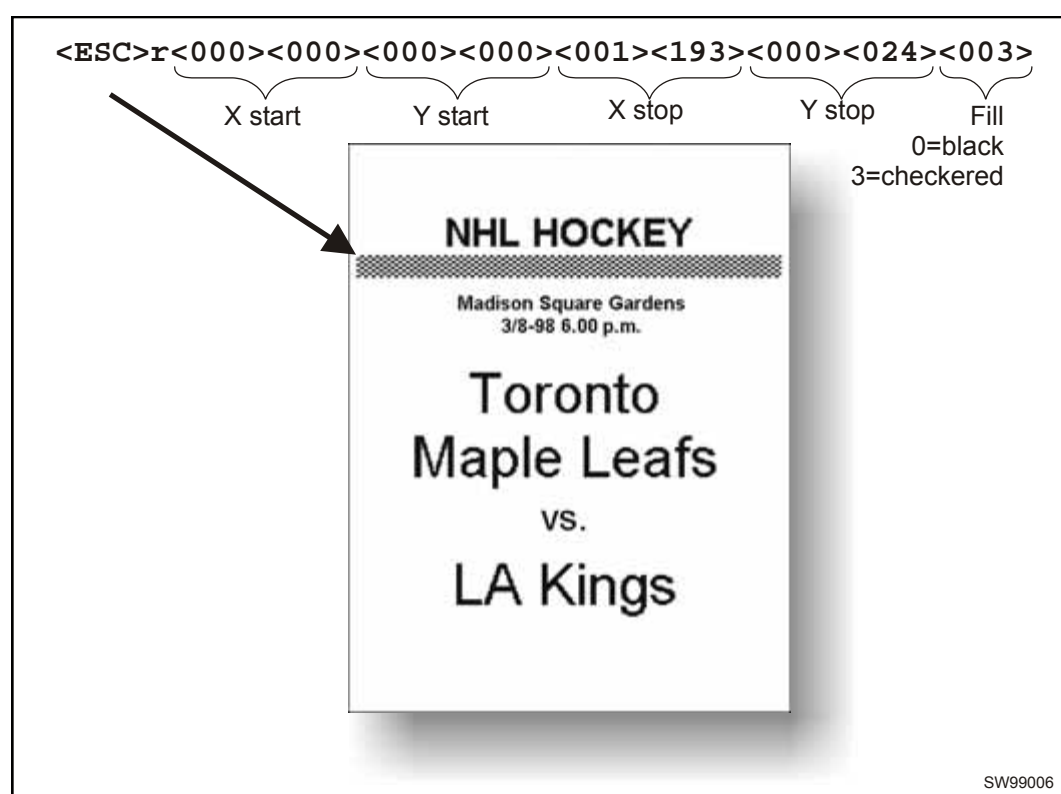 <ESC>r<000><000><000><000><001><193><000><024><003>
X start Y start X stop Y stop Fill
0=black
3=checkered
NHL HOCKEY
Madison Square Gardens
3/8-98 6.00 p.m.
Toronto
Maple Leafs
vs.
LA Kings
SW99006